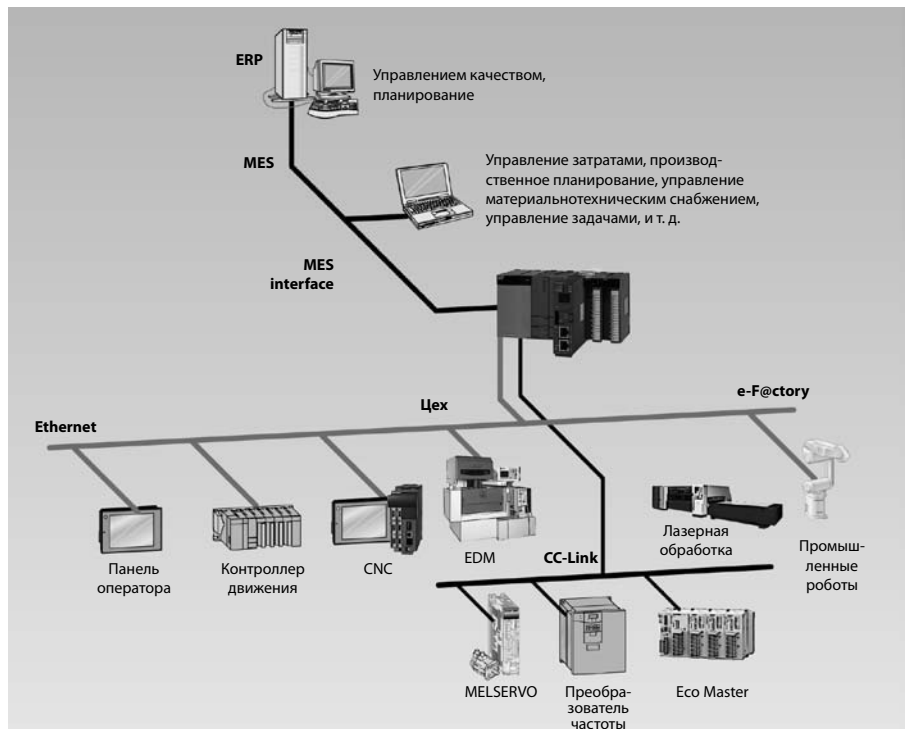 ERP
Управлением качеством,
планирование
MES
Управление затратами, производ-
ственное планирование, управление
материальнотехническим снабжением,
управление задачами, и т. д.
MES
interface
e-F@ctory
Цех
Ethernet
Панель
оператора
Контроллер
движения
CNC
EDM
CC-Link
Лазерная
обработка
Промыш-
ленные
роботы
MELSERVO
Преобра-
зователь
частоты
Eco Master